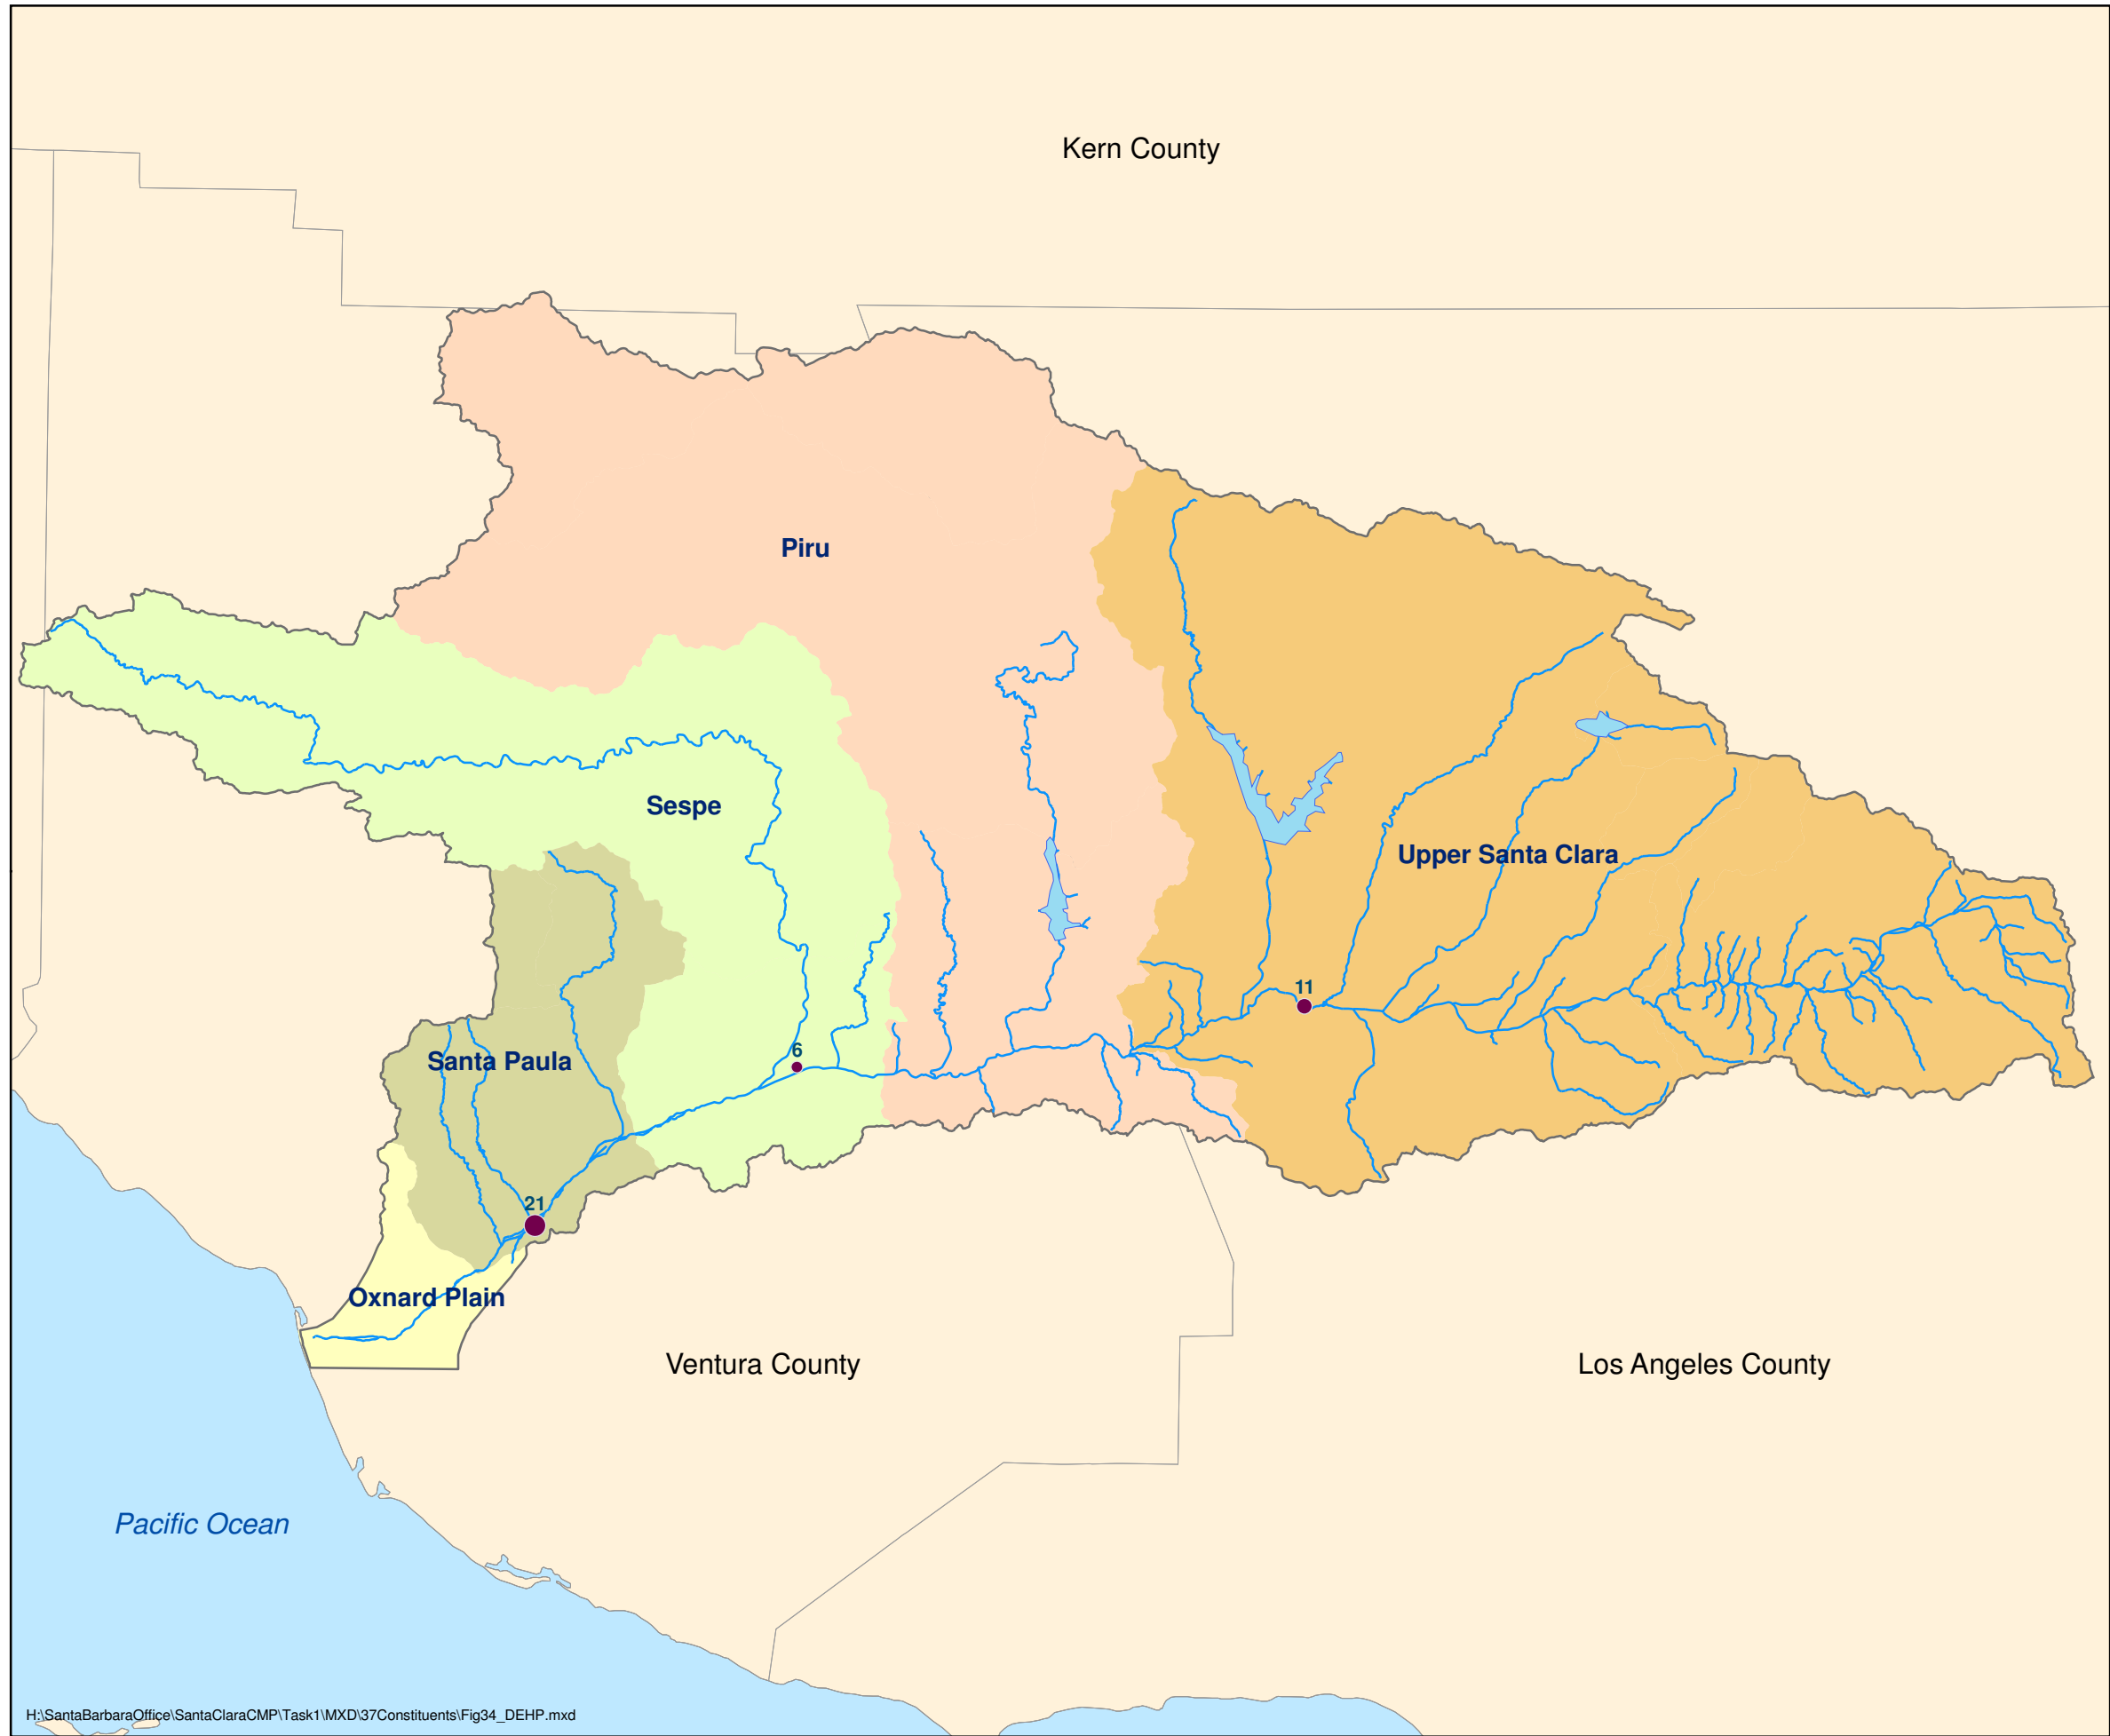 Kern County
Piru
Sespe
Upper Santa Clara
11
6
Santa Paula
21
Oxnard Plain
Ventura County
Los Angeles County
Pacific Ocean
H:\SantaBarbaraOffice\SantaClaraCMP\Task1\MXD\37Constituents\Fig34_DEHP.mxd